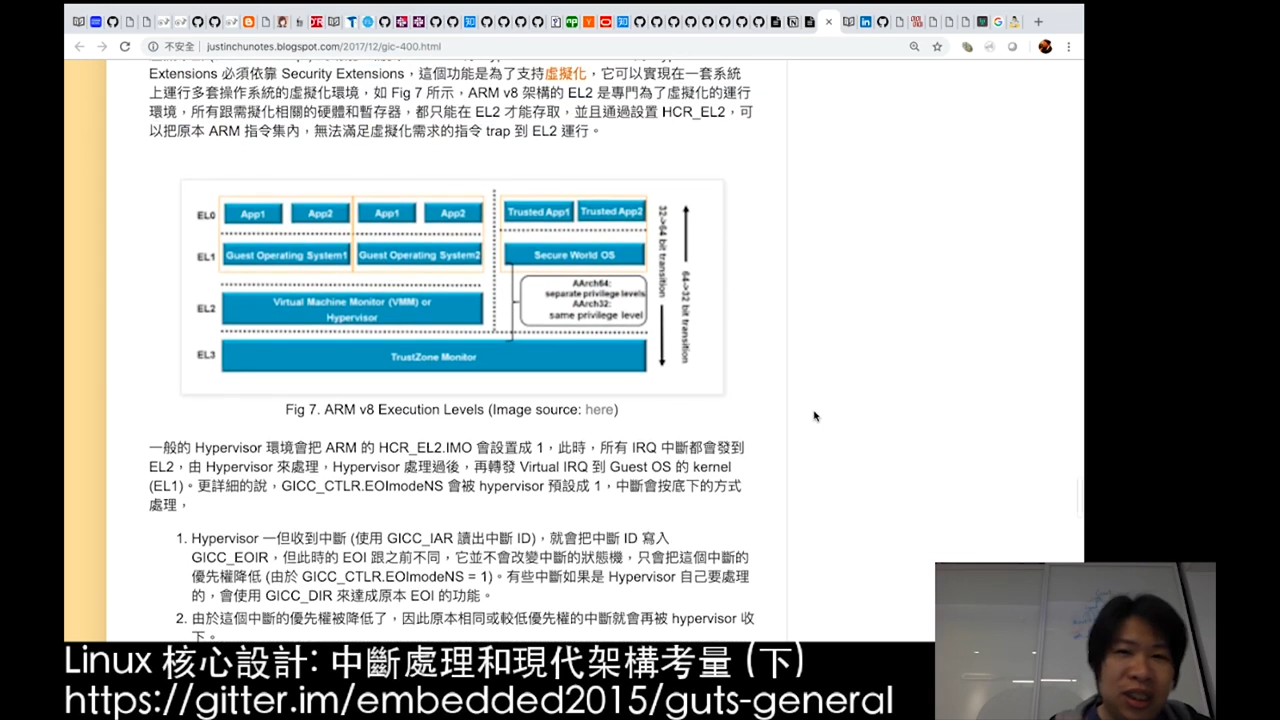 不安全 | justinchunotes.blogspot.com/2017/12/gic-400.html
Extensions 必須依靠 Security Extensions，這個功能是為了支持虛擬化，它可以實現在一套系統
上運行多套操作系統的虛擬化環境，如 Fig 7 所示，ARM v8 架構的 EL2 是專門為了虛擬化的運行
環境，所有跟需擬化相關的硬體和暫存器，都只能在 EL2 才能存取，並且通過設置 HCR_EL2，可
以把原本 ARM 指令集內，無法滿足虛擬化需求的指令 trap 到 EL2 運行。
EL0 App1 App2 App1 App2 Trusted App1 Trusted App2
EL1 Guest Operating System1 Guest Operating System2 Secure World OS
AArch64:
separate privilege levels
AArch32:
same privilege level
EL2 Virtual Machine Monitor (VMM) or
Hypervisor
EL3 TrustZone Monitor
32->64 bit transition
64->32 bit transition
Fig 7. ARM v8 Execution Levels (Image source: here)
一般的 Hypervisor 環境會把 ARM 的 HCR_EL2.IMO 會設置成 1，此時，所有 IRQ 中斷都會發到
EL2，由 Hypervisor 來處理，Hypervisor 處理過後，再轉發 Virtual IRQ 到 Guest OS 的 kernel
(EL1)。更詳細的說，GICC_CTLR.EOImodeNS 會被 hypervisor 預設成 1，中斷會按底下的方式
處理，
1. Hypervisor 一但收到中斷 (使用 GICC_IAR 讀出中斷 ID)，就會把中斷 ID 寫入
GICC_EOIR，但此時的 EOI 跟之前不同，它並不會改變中斷的狀態機，只會把這個中斷的
優先權降低 (由於 GICC_CTLR.EOImodeNS = 1)。有些中斷如果是 Hypervisor 自己要處理
的，會使用 GICC_DIR 來達成原本 EOI 的功能。
2. 由於這個中斷的優先權被降低了，因此原本相同或較低優先權的中斷就會再被 hypervisor 收
下。
Linux 核心設計: 中斷處理和現代架構考量 (下)
https://gitter.im/embedded2015/guts-general